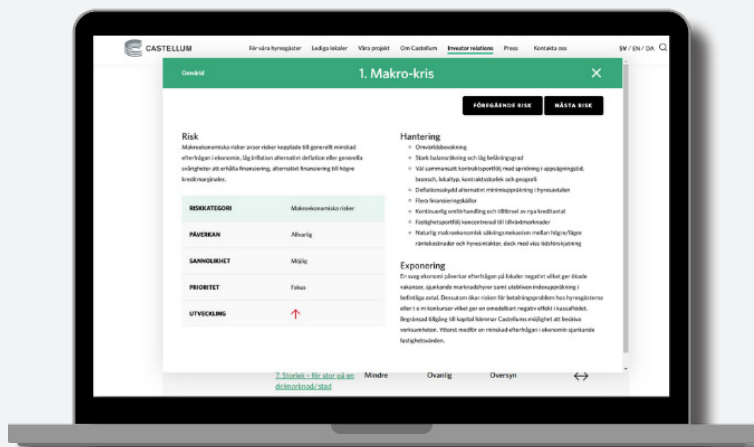 CASTELLUM
För våra hyresgäster Lediga lokaler Våra projekt Om Castellum Investor relations Press Kontakta oss SV / EN / DA
Omvärld 1. Makro-kris
FÖREGÅENDE RISK NÄSTA RISK
Risk
Makroekonomiska risker avser risker kopplade till generellt minskad
efterfrågan i ekonomin, låg inflation alternativt deflation eller generella
svårigheter att erhålla finansiering, alternativt finansiering till högre
kreditmarginaler.
RISKKATEGORI Makroekonomiska risker
PÅVERKAN Allvarlig
SANNOLIKHET Möjlig
PRIORITET Fokus
UTVECKLING ↑
Hantering
Omvärldsbevakning
Stark balansräkning och låg belåningsgrad
Väl sammansatt kontraktsportfölj med spridning i uppsägningstid,
bransch, lokaltyp, kontraktsstorlek och geografi
Deflationsskydd alternativt minimiuppräkning i hyresavtalen
Flera finansieringskällor
Kontinuerlig omförhandling och tillförsel av nya kreditavtal
Fastighetsportfölj koncentrerad till tillväxtmarknader
Naturlig makroekonomisk säkringsmekanism mellan högre/lägre
räntekostnader och hyresintäkter, dock med viss tidsförskjutning
Exponering
En svag ekonomi påverkar efterfrågan på lokaler negativt vilket ger ökade
vakanser, sjunkande marknadshyror samt utebliven indexuppräkning i
befintliga avtal. Dessutom ökar risken för betalningsproblem hos hyresgästerna
eller t o m konkurser vilket ger en omedelbart negativ effekt i kassaflödet.
Begränsad tillgång till kapital hämmar Castellums möjlighet att bedriva
verksamheten. Ytterst medför en minskad efterfrågan i ekonomin sjunkande
fastighetsvärden.
7. Storlek – för stor på en Mindre Ovanlig Översyn ↔
delmarknad/stad